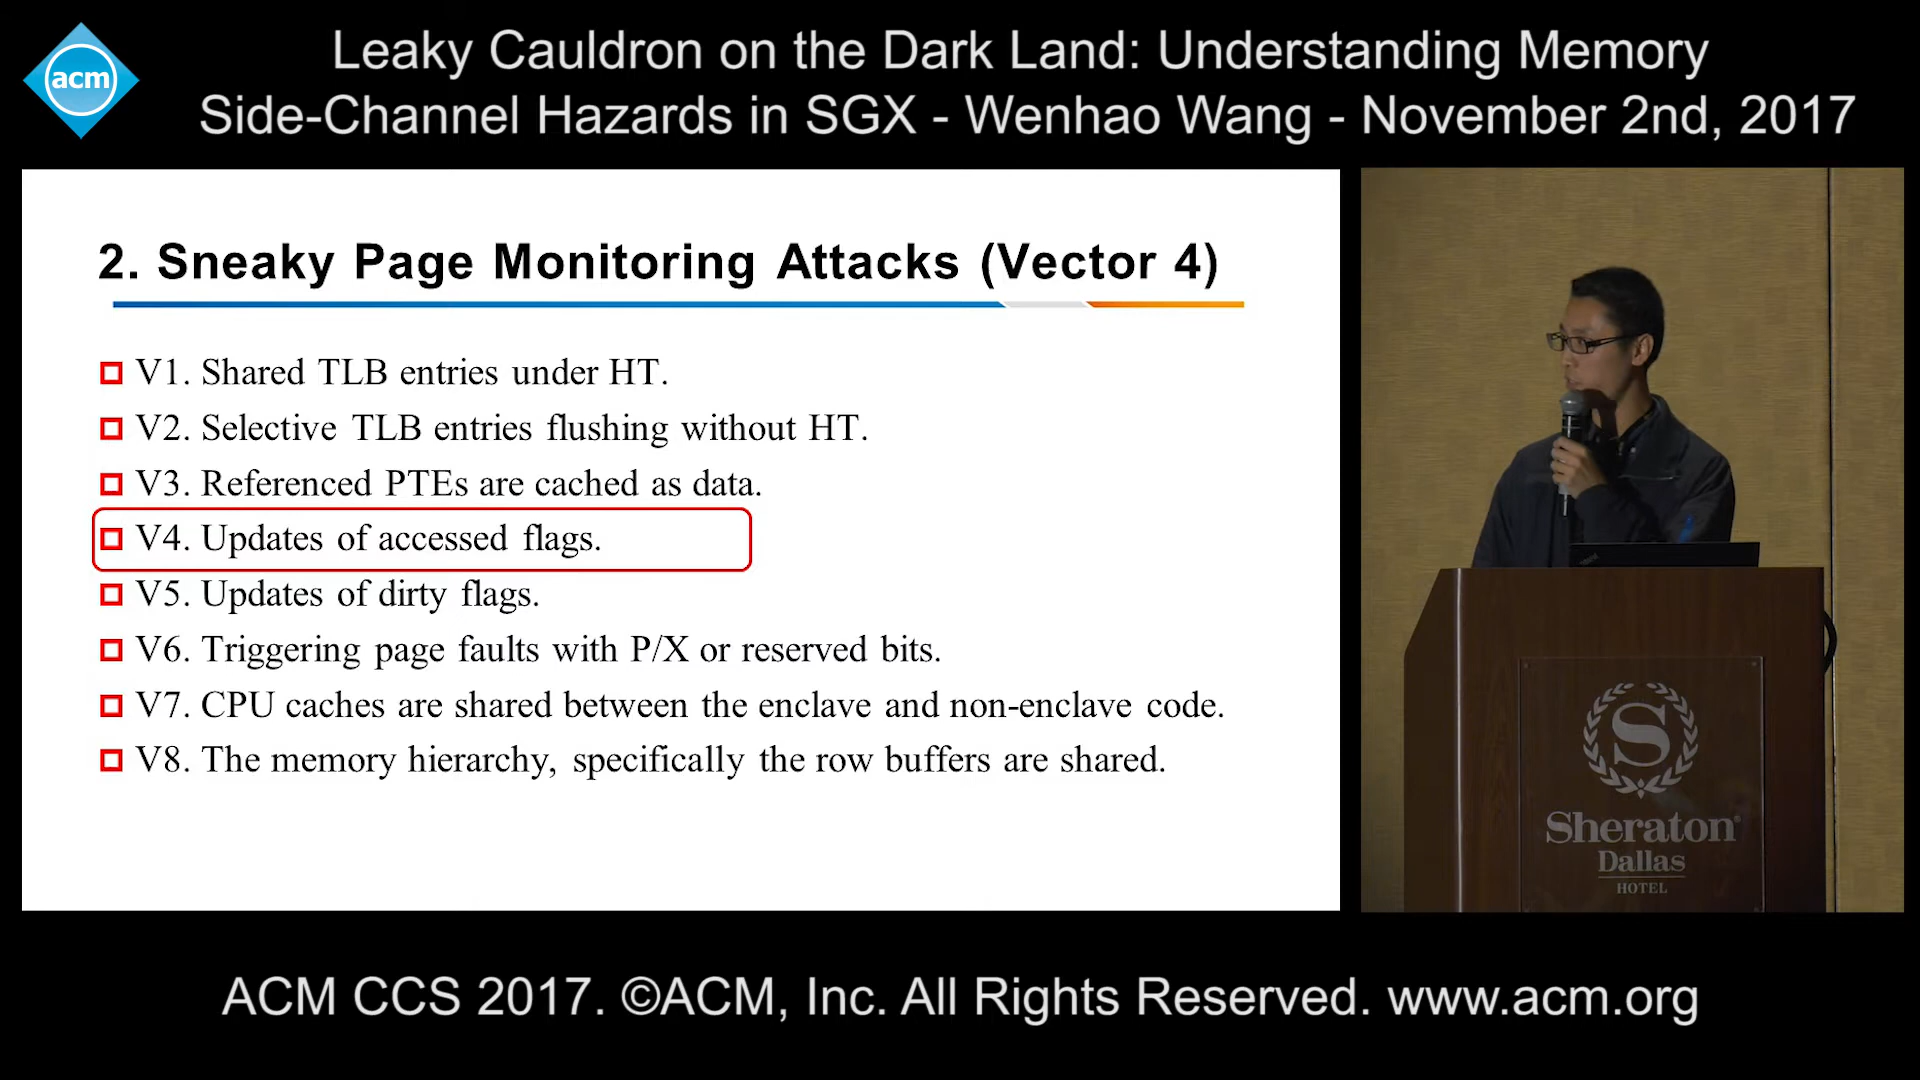 acm
Leaky Cauldron on the Dark Land: Understanding Memory
Side-Channel Hazards in SGX - Wenhao Wang - November 2nd, 2017
2. Sneaky Page Monitoring Attacks (Vector 4)
V1. Shared TLB entries under HT.
V2. Selective TLB entries flushing without HT.
V3. Referenced PTEs are cached as data.
V4. Updates of accessed flags.
V5. Updates of dirty flags.
V6. Triggering page faults with P/X or reserved bits.
V7. CPU caches are shared between the enclave and non-enclave code.
V8. The memory hierarchy, specifically the row buffers are shared.
S
Sheraton
Dallas
HOTEL
ACM CCS 2017. ©ACM, Inc. All Rights Reserved. www.acm.org